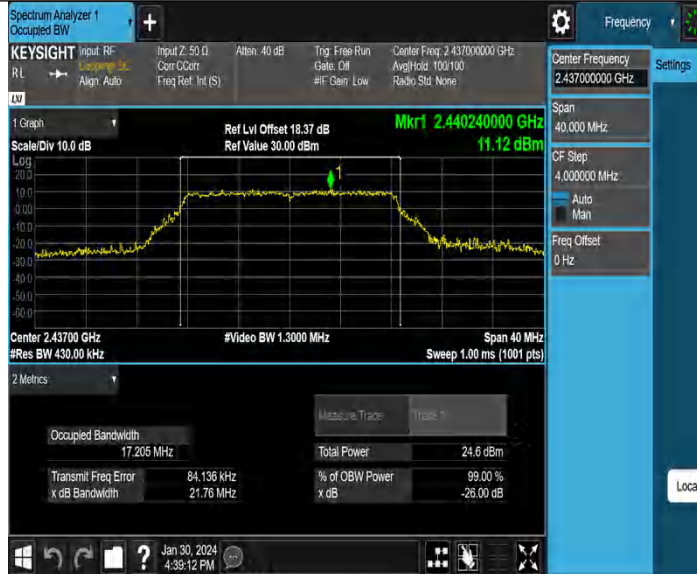 Spectrum Analyzer 1
Occupied BW
+
Frequency
KEYSIGHT
Input: RF
Coupling: DC
Align: Auto
RL
Input Z: 50 Ω
Corr CCorr
Freq Ref: Int (S)
Atten: 40 dB
Trig: Free Run
Gate: Off
#IF Gain: Low
Center Freq: 2.437000000 GHz
Avg|Hold: 100/100
Radio Std: None
Center Frequency
2.437000000 GHz
Settings
Span
40.000 MHz
CF Step
4.000000 MHz
Auto
Man
Freq Offset
0 Hz
Local
1 Graph
Scale/Div 10.0 dB
Ref Lvl Offset 18.37 dB
Ref Value 30.00 dBm
Mkr1 2.440240000 GHz
11.12 dBm
Log
20.0
10.0
0.00
-10.0
-20.0
-30.0
-40.0
-50.0
-60.0
1
Center 2.43700 GHz
#Video BW 1.3000 MHz
Span 40 MHz
#Res BW 430.00 kHz
Sweep 1.00 ms (1001 pts)
2 Metrics
Measure Trace
Trace 1
Occupied Bandwidth
17.205 MHz
Total Power
24.6 dBm
Transmit Freq Error
84.136 kHz
% of OBW Power
99.00 %
x dB Bandwidth
21.76 MHz
x dB
-26.00 dB
?
Jan 30, 2024
4:39:12 PM